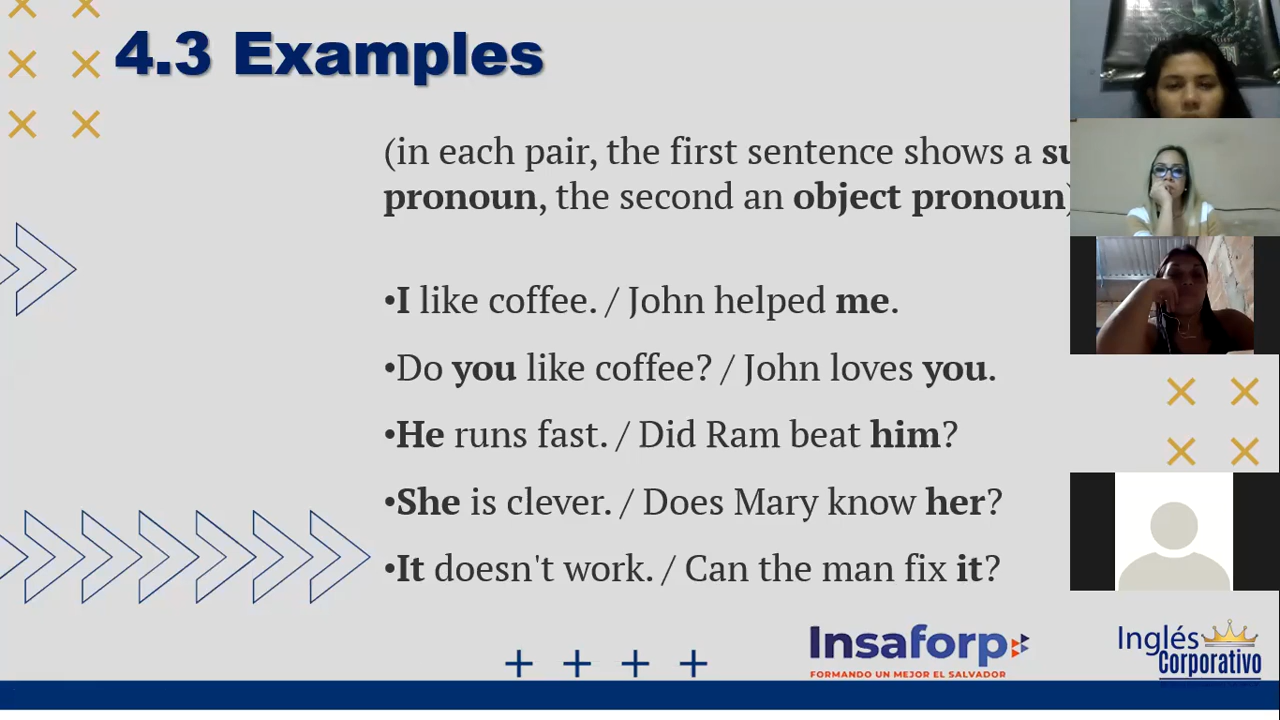 4.3 Examples
(in each pair, the first sentence shows a
pronoun, the second an object pronoun)
•I like coffee. / John helped me.
•Do you like coffee? / John loves you.
•He runs fast. / Did Ram beat him?
•She is clever. / Does Mary know her?
•It doesn't work. / Can the man fix it?
Insaforp
FORMANDO UN MEJOR EL SALVADOR
Inglés
Corporativo